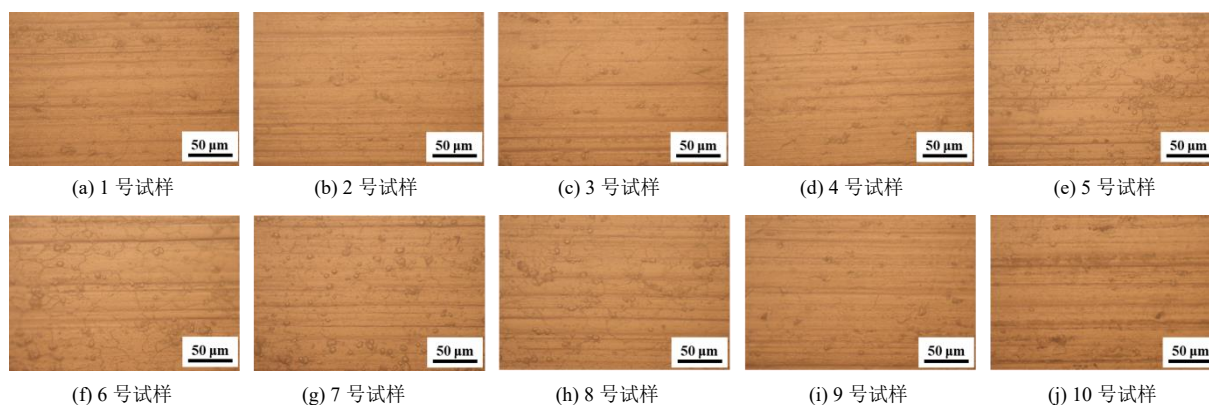 50 μm 50 μm 50 μm 50 μm 50 μm
(a) 1 号试样 (b) 2 号试样 (c) 3 号试样 (d) 4 号试样 (e) 5 号试样
50 μm 50 μm 50 μm 50 μm 50 μm
(f) 6 号试样 (g) 7 号试样 (h) 8 号试样 (i) 9 号试样 (j) 10 号试样